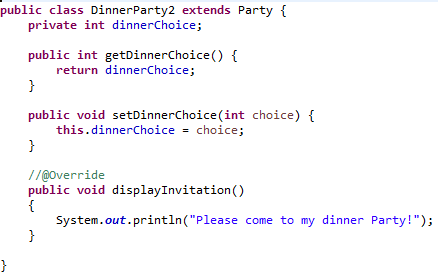 public class DinnerParty2 extends Party {
    private int dinnerChoice;

    public int getDinnerChoice() {
        return dinnerChoice;
    }

    public void setDinnerChoice(int choice) {
        this.dinnerChoice = choice;
    }

    //@Override
    public void displayInvitation()
    {
        System.out.println("Please come to my dinner Party!");
    }

}